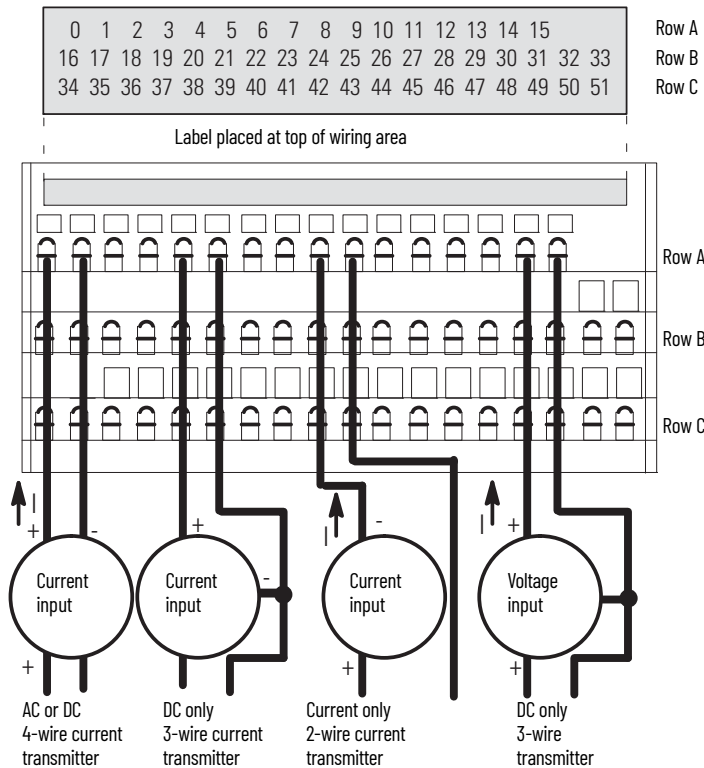 0 1 2 3 4 5 6 7 8 9 10 11 12 13 14 15 Row A
16 17 18 19 20 21 22 23 24 25 26 27 28 29 30 31 32 33 Row B
34 35 36 37 38 39 40 41 42 43 44 45 46 47 48 49 50 51 Row C
Label placed at top of wiring area
Row A
Row B
Row C
I
+
-
Current
input
+
AC or DC
4-wire current
transmitter
+
-
Current
input
DC only
3-wire current
transmitter
I
-
Current
input
+
Current only
2-wire current
transmitter
I
+
Voltage
input
+
DC only
3-wire
transmitter